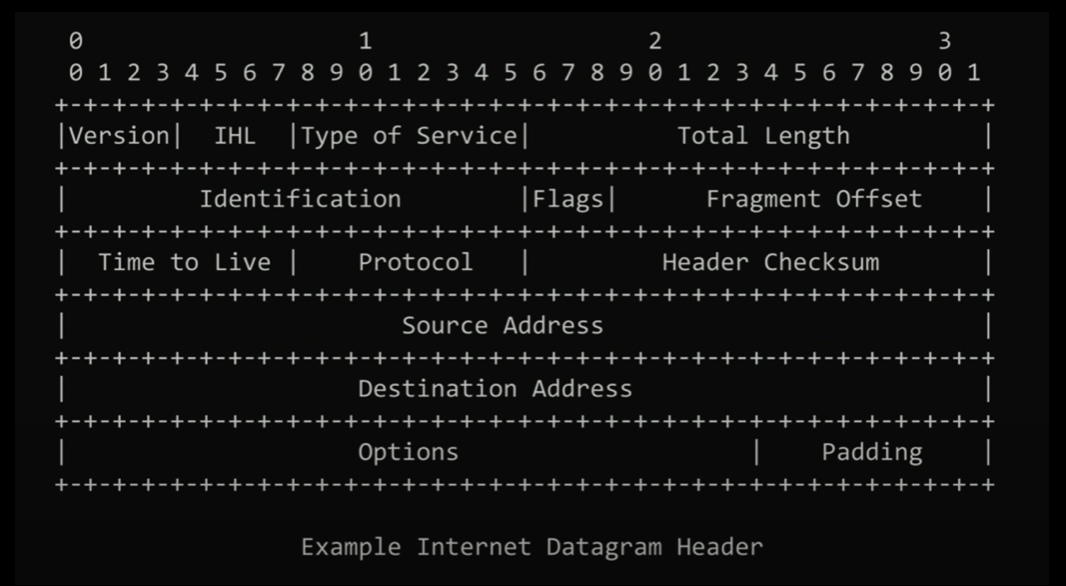 0                   1                   2                   3
 0 1 2 3 4 5 6 7 8 9 0 1 2 3 4 5 6 7 8 9 0 1 2 3 4 5 6 7 8 9 0 1
+-+-+-+-+-+-+-+-+-+-+-+-+-+-+-+-+-+-+-+-+-+-+-+-+-+-+-+-+-+-+-+-+
|Version|  IHL  |Type of Service|          Total Length         |
+-+-+-+-+-+-+-+-+-+-+-+-+-+-+-+-+-+-+-+-+-+-+-+-+-+-+-+-+-+-+-+-+
|         Identification        |Flags|      Fragment Offset    |
+-+-+-+-+-+-+-+-+-+-+-+-+-+-+-+-+-+-+-+-+-+-+-+-+-+-+-+-+-+-+-+-+
|  Time to Live |    Protocol   |         Header Checksum       |
+-+-+-+-+-+-+-+-+-+-+-+-+-+-+-+-+-+-+-+-+-+-+-+-+-+-+-+-+-+-+-+-+
|                       Source Address                          |
+-+-+-+-+-+-+-+-+-+-+-+-+-+-+-+-+-+-+-+-+-+-+-+-+-+-+-+-+-+-+-+-+
|                    Destination Address                        |
+-+-+-+-+-+-+-+-+-+-+-+-+-+-+-+-+-+-+-+-+-+-+-+-+-+-+-+-+-+-+-+-+
|                    Options                    |    Padding    |
+-+-+-+-+-+-+-+-+-+-+-+-+-+-+-+-+-+-+-+-+-+-+-+-+-+-+-+-+-+-+-+-+
Example Internet Datagram Header